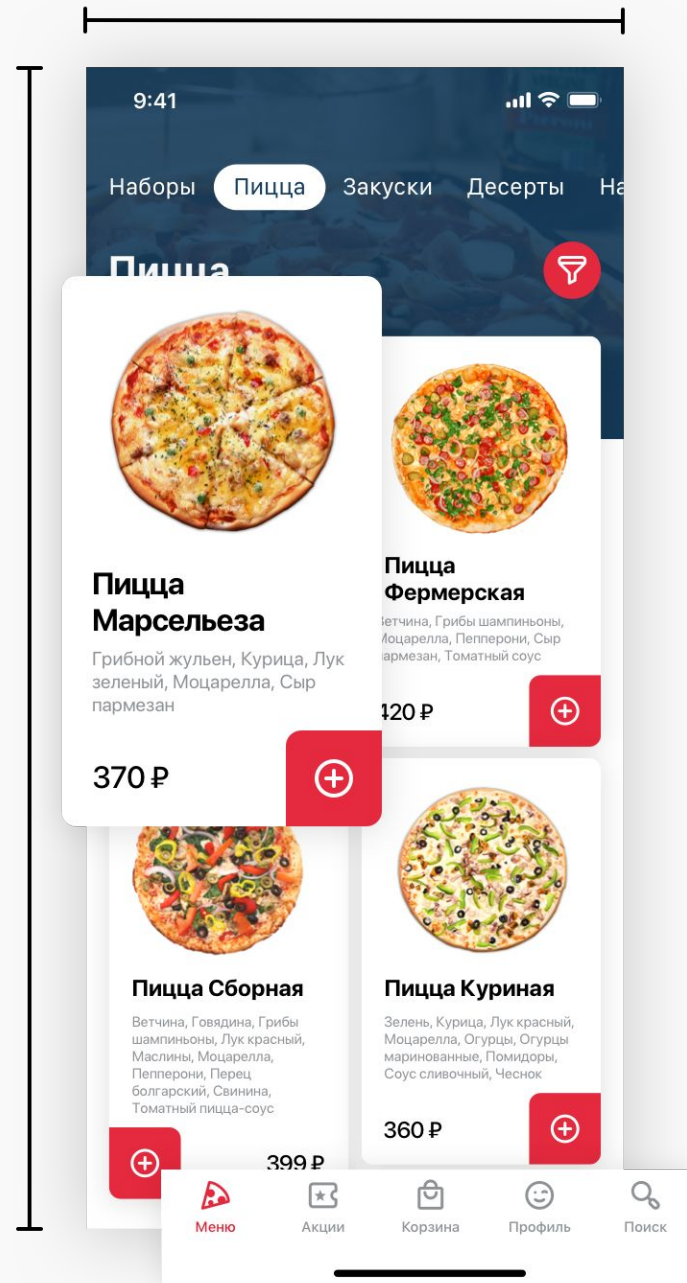 9:41
Наборы Пицца Закуски Десерты На
Пицца
Пицца
Марсельеза
Грибной жульен, Курица, Лук
зеленый, Моцарелла, Сыр
пармезан
370 ₽
Пицца
Фермерская
Ветчина, Грибы шампиньоны,
Моцарелла, Пепперони, Сыр
пармезан, Томатный соус
420 ₽
Пицца Сборная
Ветчина, Говядина, Грибы
шампиньоны, Лук красный,
Маслины, Моцарелла,
Пепперони, Перец
болгарский, Свинина,
Томатный пицца-соус
399 ₽
Пицца Куриная
Зелень, Курица, Лук красный,
Моцарелла, Огурцы, Огурцы
маринованные, Помидоры,
Соус сливочный, Чеснок
360 ₽
Меню Акции Корзина Профиль Поиск